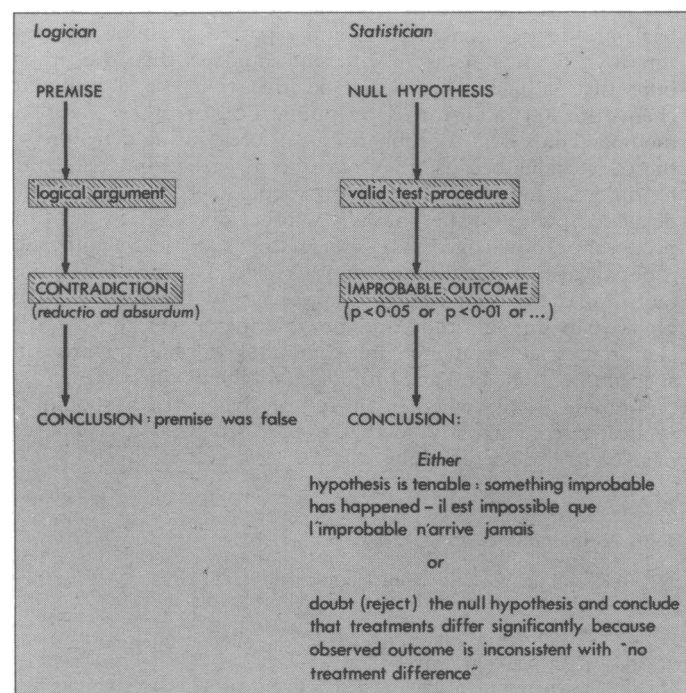 Logician
PREMISE
logical argument
CONTRADICTION
(reductio ad absurdum)
CONCLUSION : premise was false
Statistician
NULL HYPOTHESIS
valid test procedure
IMPROBABLE OUTCOME
(p<0·05 or p<0·01 or ...)
CONCLUSION:
Either
hypothesis is tenable : something improbable
has happened – il est impossible que
l'improbable n'arrive jamais
or
doubt (reject) the null hypothesis and conclude
that treatments differ significantly because
observed outcome is inconsistent with "no
treatment difference"